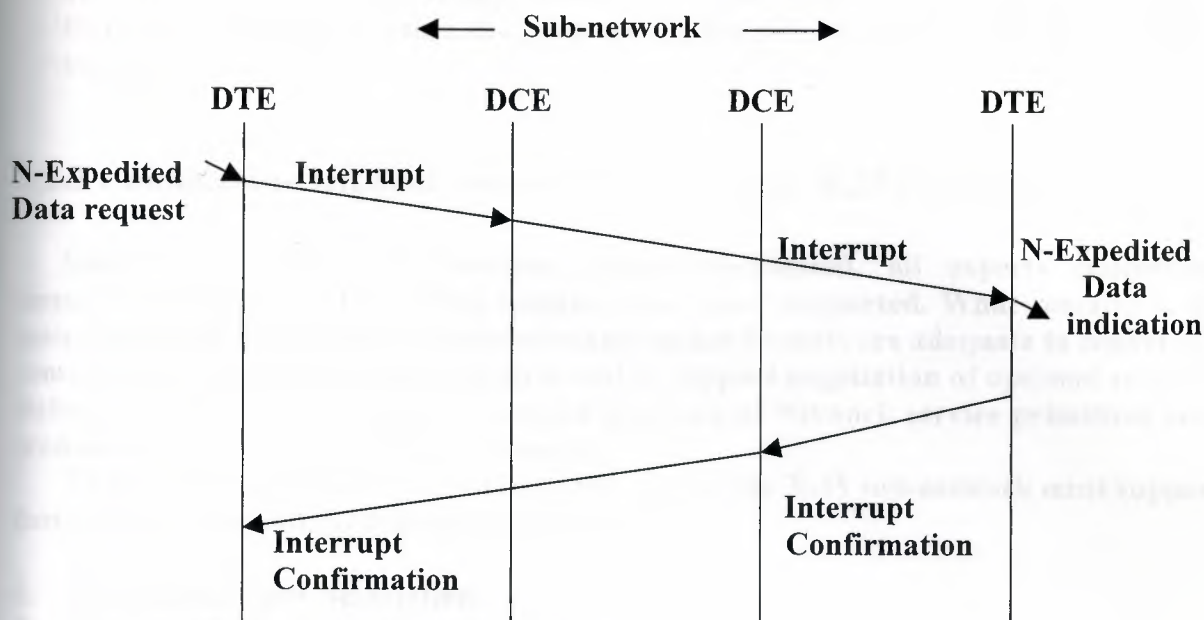 Sub-network
DTE DCE DCE DTE
N-Expedited
Data request
Interrupt
Interrupt
N-Expedited
Data
indication
Interrupt
Confirmation
Interrupt
Confirmation